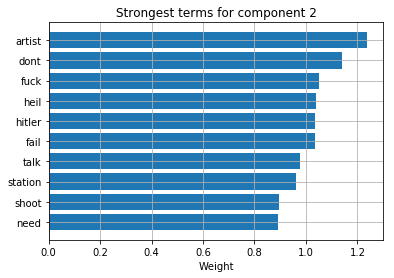 Strongest terms for component 2
artist
dont
fuck
heil
hitler
fail
talk
station
shoot
need
0.0 0.2 0.4 0.6 0.8 1.0 1.2
Weight